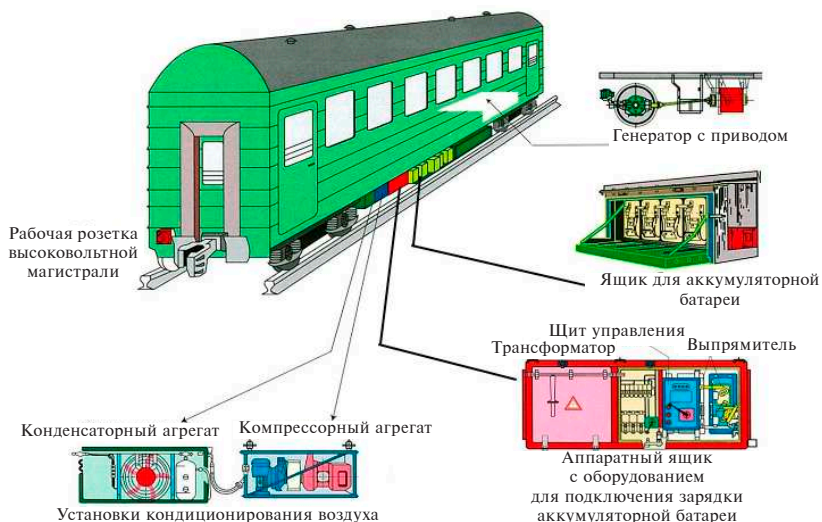 Генератор с приводом
Рабочая розетка
высоковольтной
магистрали
Ящик для аккумуляторной
батареи
Щит управления
Трансформатор
Выпрямитель
Конденсаторный агрегат
Компрессорный агрегат
Аппаратный ящик
с оборудованием
для подключения зарядки
аккумуляторной батареи
Установки кондиционирования воздуха